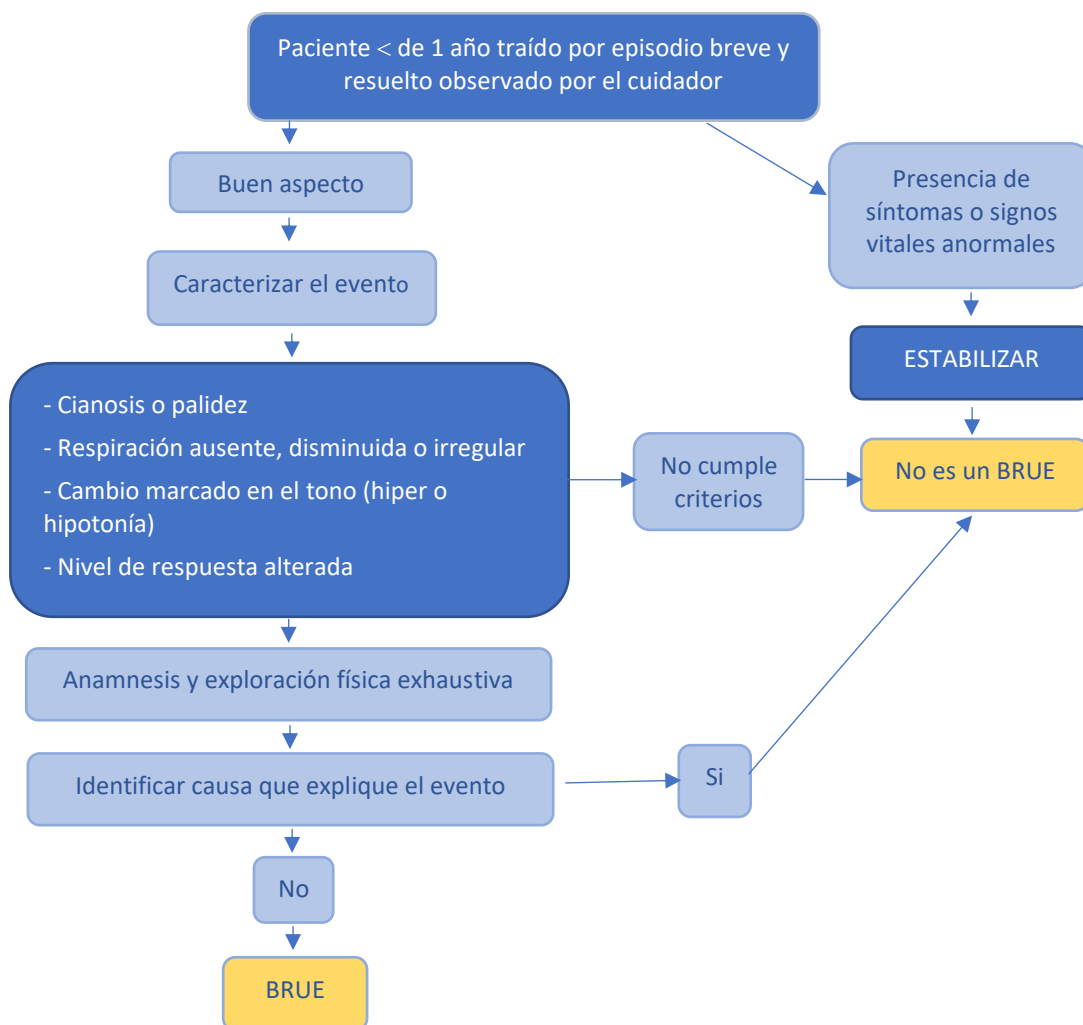 Paciente < de 1 año traído por episodio breve y
resuelto observado por el cuidador
Buen aspecto
Presencia de
síntomas o signos
vitales anormales
Caracterizar el evento
ESTABILIZAR
- Cianosis o palidez
- Respiración ausente, disminuida o irregular
- Cambio marcado en el tono (hiper o
hipotonía)
- Nivel de respuesta alterada
No cumple
criterios
No es un BRUE
Anamnesis y exploración física exhaustiva
Identificar causa que explique el evento
Si
No
BRUE